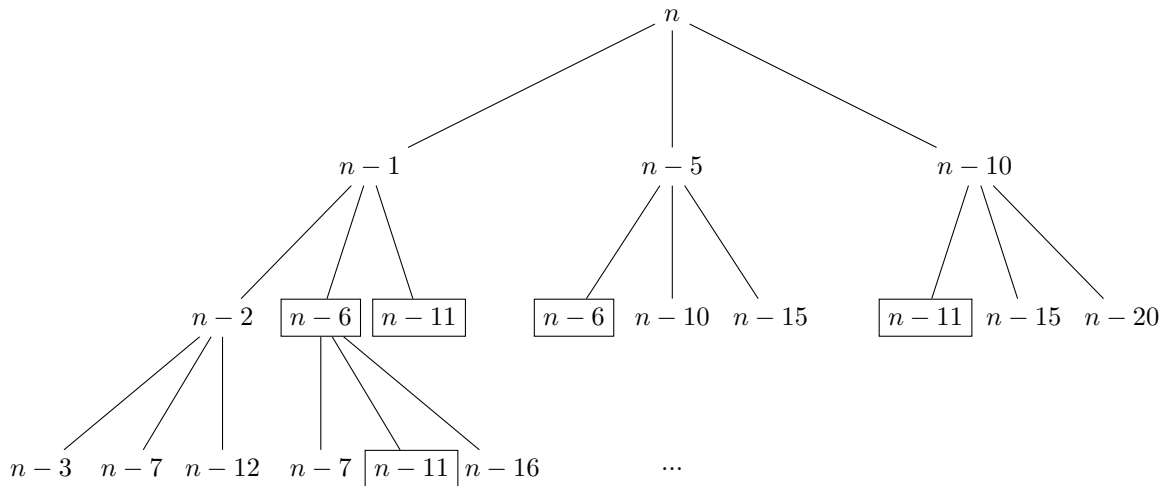 n
n − 1 n − 5 n − 10
n − 2 n − 6 n − 11 n − 6 n − 10 n − 15 n − 11 n − 15 n − 20
n − 3 n − 7 n − 12 n − 7 n − 11 n − 16 ...